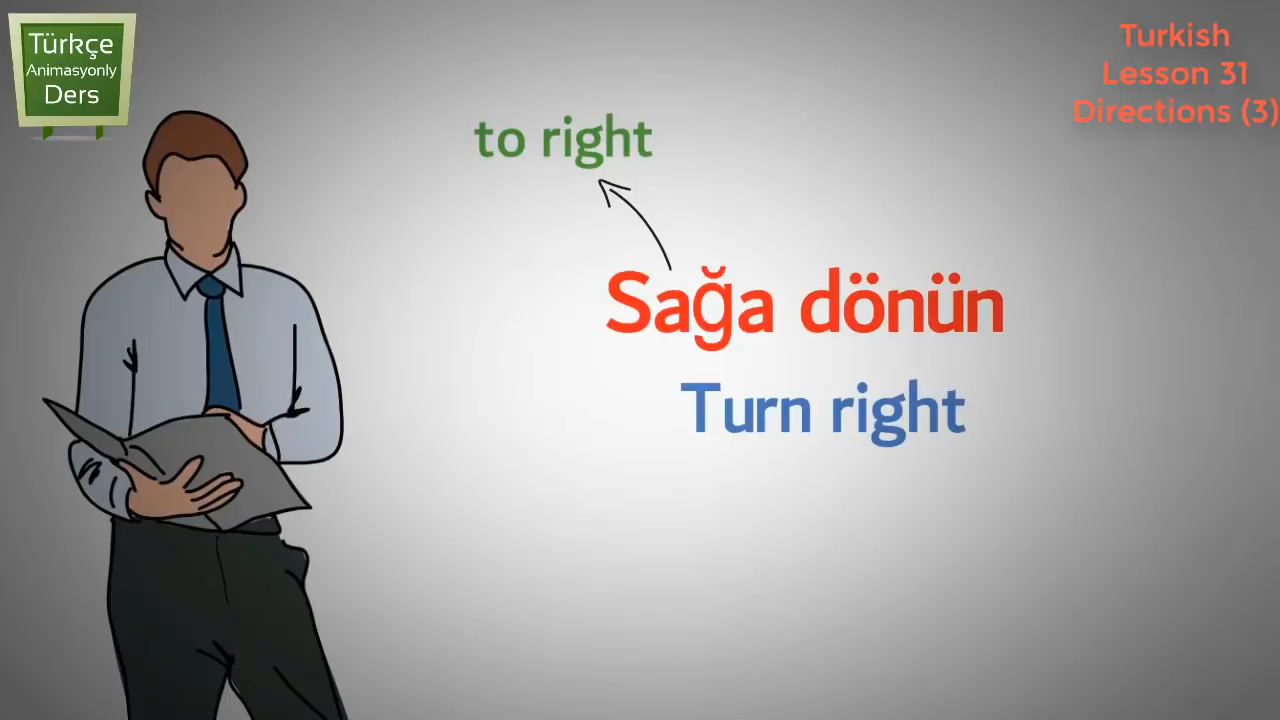 Türkçe
Animasyonly
Ders
Turkish
Lesson 31
Directions (3)
to right
Sağa dönün
Turn right